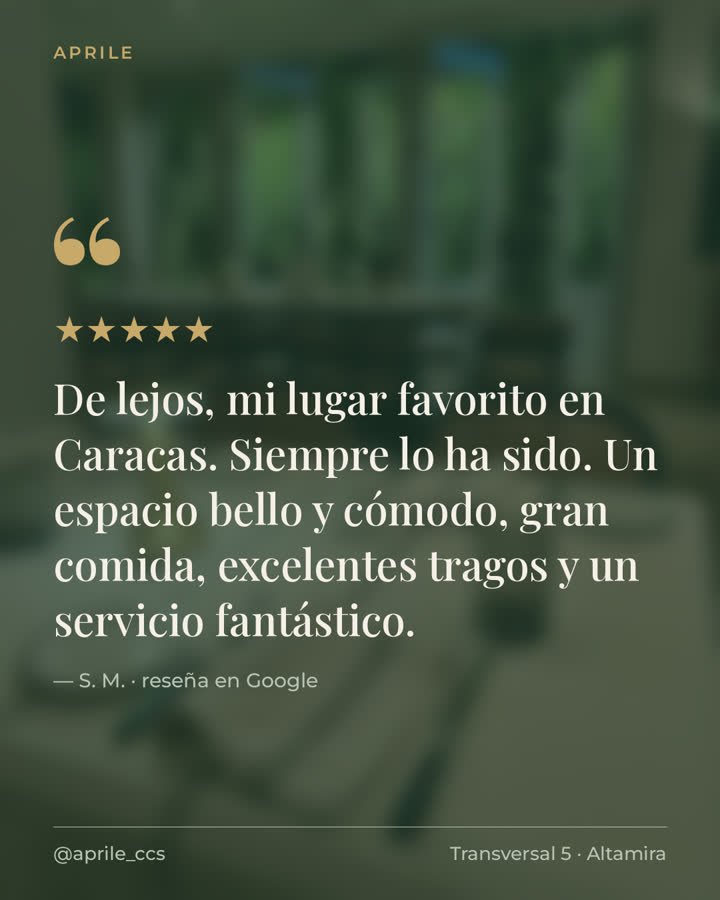 APRILE
“
★★★★★
De lejos, mi lugar favorito en
Caracas. Siempre lo ha sido. Un
espacio bello y cómodo, gran
comida, excelentes tragos y un
servicio fantástico.
— S. M. · reseña en Google
@aprile_ccs
Transversal 5 · Altamira